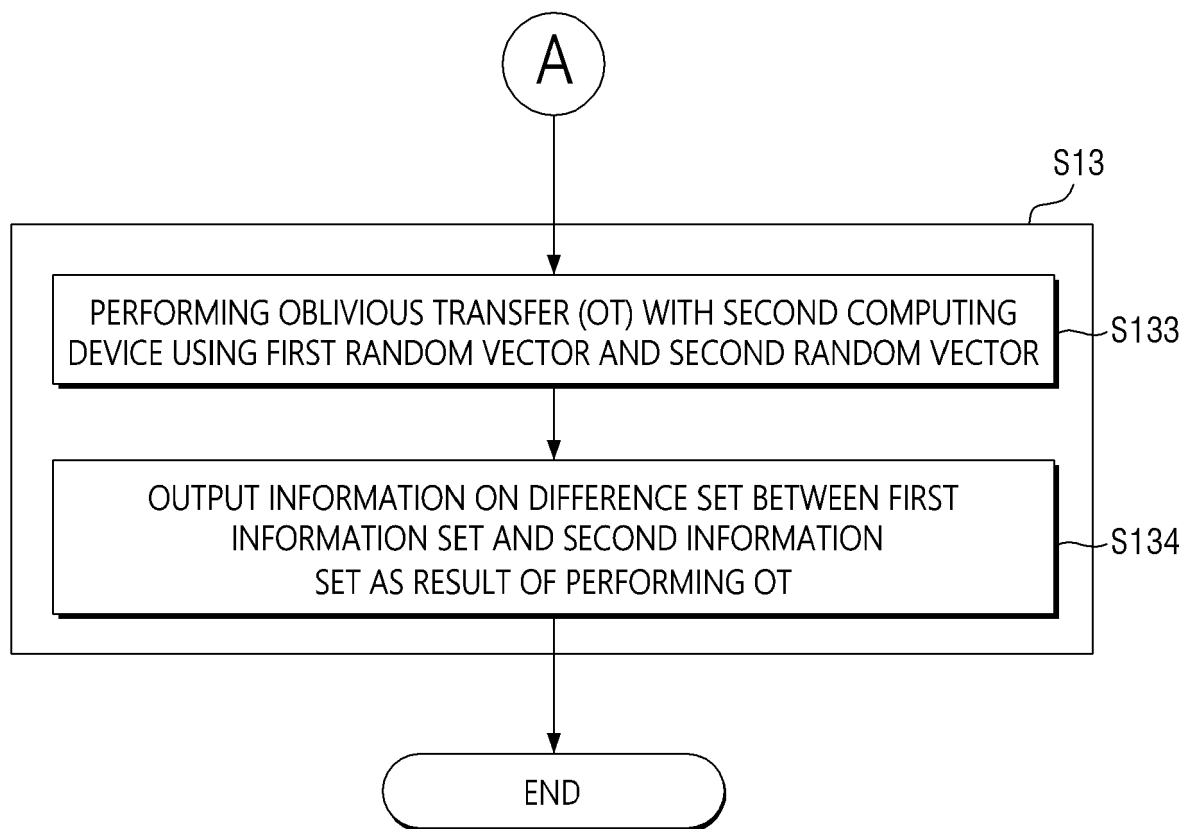 A
S13
PERFORMING OBLIVIOUS TRANSFER (OT) WITH SECOND COMPUTING
DEVICE USING FIRST RANDOM VECTOR AND SECOND RANDOM VECTOR
S133
OUTPUT INFORMATION ON DIFFERENCE SET BETWEEN FIRST
INFORMATION SET AND SECOND INFORMATION
SET AS RESULT OF PERFORMING OT
S134
END